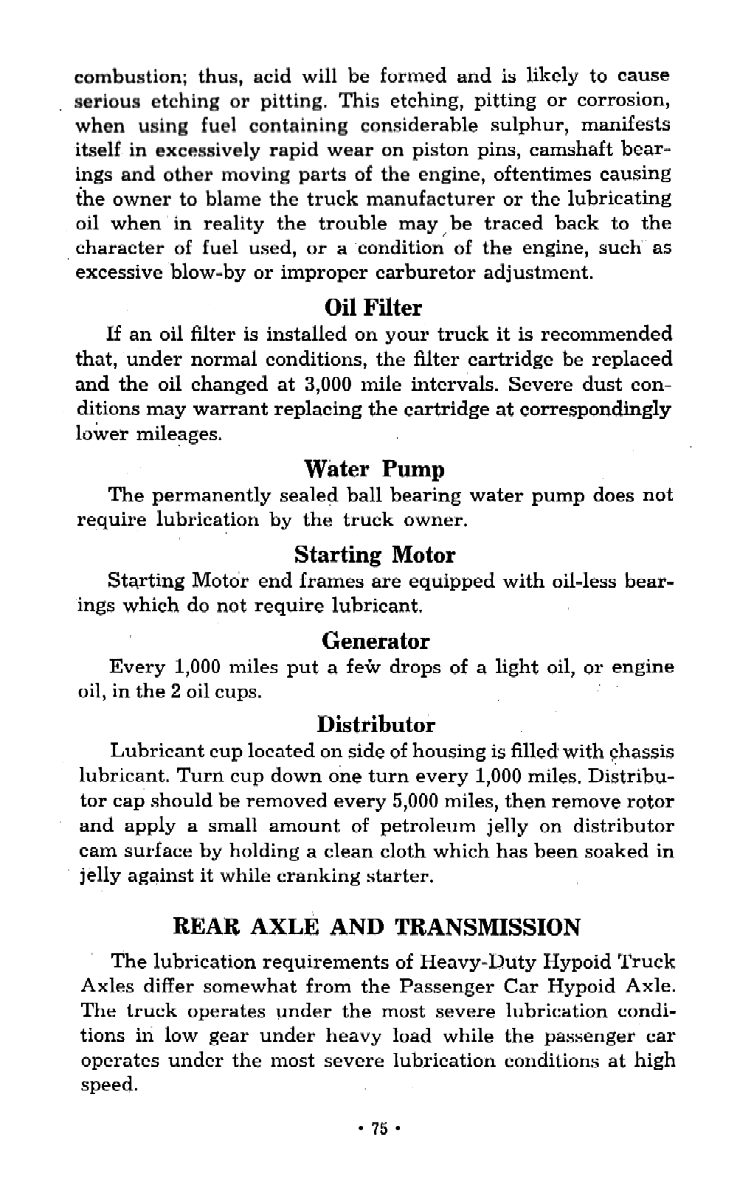 combustion; thus, acid will be formed and is likely to cause
serious etching or pitting. This etching, pitting or corrosion,
when using fuel containing considerable sulphur, manifests
itself in excessively rapid wear on piston pins, camshaft bear-
ings and other moving parts of the engine, oftentimes causing
the owner to blame the truck manufacturer or the lubricating
oil when in reality the trouble may be traced back to the
character of fuel used, or a condition of the engine, such as
excessive blow-by or improper carburetor adjustment.
Oil Filter
If an oil filter is installed on your truck it is recommended
that, under normal conditions, the filter cartridge be replaced
and the oil changed at 3,000 mile intervals. Severe dust con-
ditions may warrant replacing the cartridge at correspondingly
lower mileages.
Water Pump
The permanently sealed ball bearing water pump does not
require lubrication by the truck owner.
Starting Motor
Starting Motor end frames are equipped with oil-less bear-
ings which do not require lubricant.
Generator
Every 1,000 miles put a few drops of a light oil, or engine
oil, in the 2 oil cups.
Distributor
Lubricant cup located on side of housing is filled with chassis
lubricant. Turn cup down one turn every 1,000 miles. Distribu-
tor cap should be removed every 5,000 miles, then remove rotor
and apply a small amount of petroleum jelly on distributor
cam surface by holding a clean cloth which has been soaked in
jelly against it while cranking starter.
REAR AXLE AND TRANSMISSION
The lubrication requirements of Heavy-Duty Hypoid Truck
Axles differ somewhat from the Passenger Car Hypoid Axle.
The truck operates under the most severe lubrication condi-
tions in low gear under heavy load while the passenger car
operates under the most severe lubrication conditions at high
speed.
• 75 •